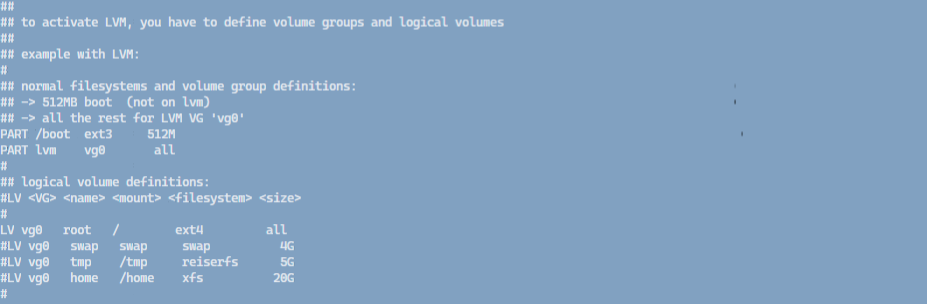 ##
## to activate LVM, you have to define volume groups and logical volumes
##
## example with LVM:
#
## normal filesystems and volume group definitions:
## -> 512MB boot  (not on lvm)
## -> all the rest for LVM VG 'vg0'
PART /boot  ext3     512M
PART lvm    vg0       all
#
## logical volume definitions:
#LV <VG> <name> <mount> <filesystem> <size>
#
LV vg0   root   /        ext4         all
#LV vg0   swap   swap     swap          4G
#LV vg0   tmp    /tmp     reiserfs      5G
#LV vg0   home   /home    xfs          20G
#